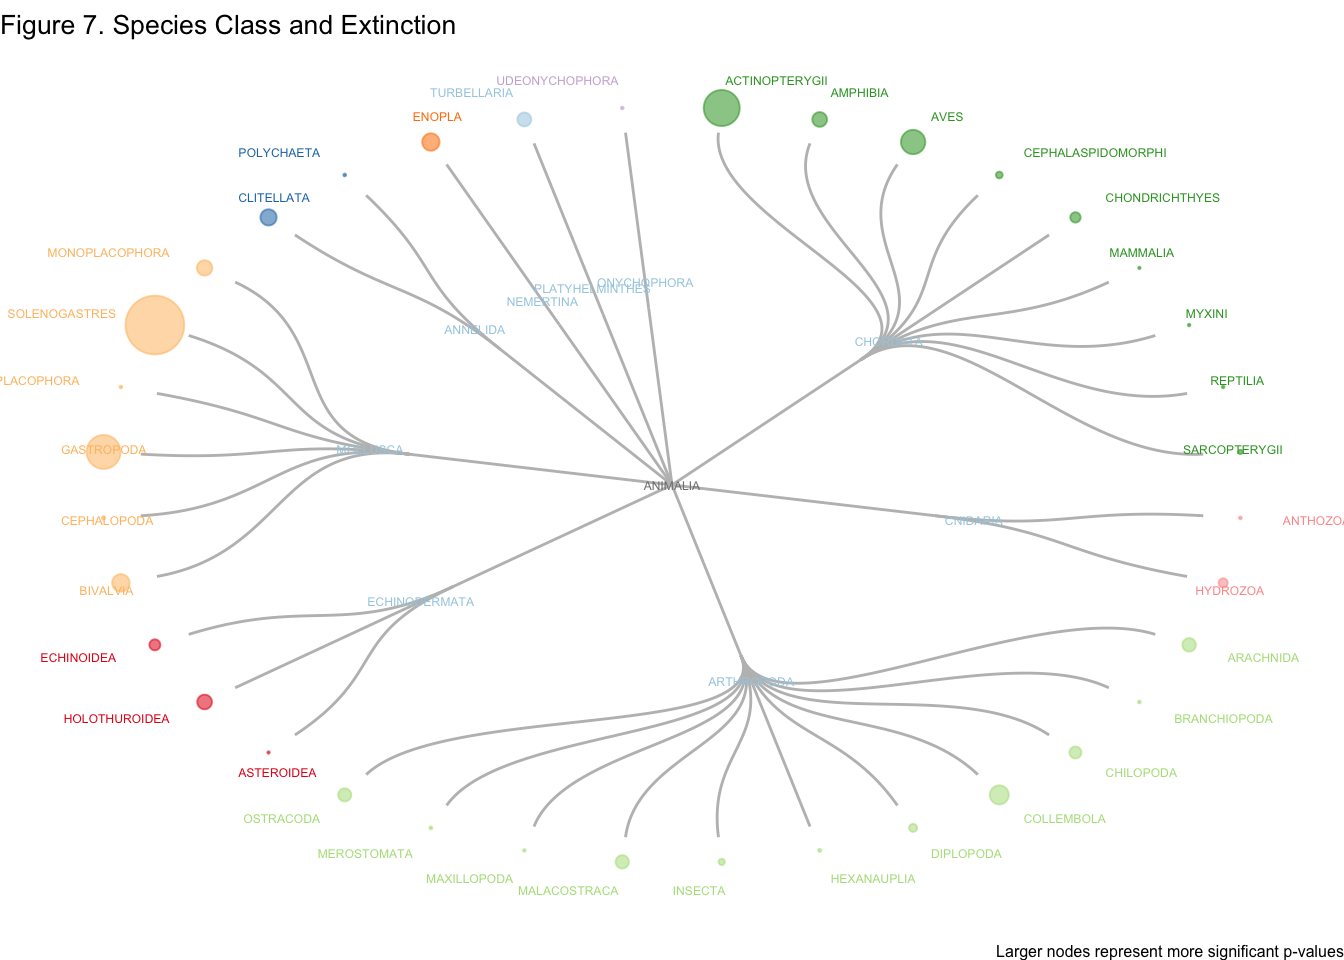 Figure 7. Species Class and Extinction
UDEONYCHOPHORA
ACTINOPTERYGII
TURBELLARIA
AMPHIBIA
ENOPLA
AVES
POLYCHAETA
CEPHALASPIDOMORPHI
CLITELLATA
CHONDRICHTHYES
MONOPLACOPHORA
MAMMALIA
ONYCHOPHORA
PLATYHELMINTHES
NEMERTINA
SOLENOGASTRES
MYXINI
ANNELIDA
CHORDATA
PLACOPHORA
REPTILIA
GASTROPODA
MOLLUSCA
SARCOPTERYGII
ANIMALIA
CEPHALOPODA
CNIDARIA
ANTHOZOA
BIVALVIA
HYDROZOA
ECHINODERMATA
ECHINOIDEA
ARACHNIDA
ARTHROPODA
HOLOTHUROIDEA
BRANCHIOPODA
ASTEROIDEA
CHILOPODA
OSTRACODA
COLLEMBOLA
MEROSTOMATA
DIPLOPODA
MAXILLOPODA
HEXANAUPLIA
MALACOSTRACA
INSECTA
Larger nodes represent more significant p-values